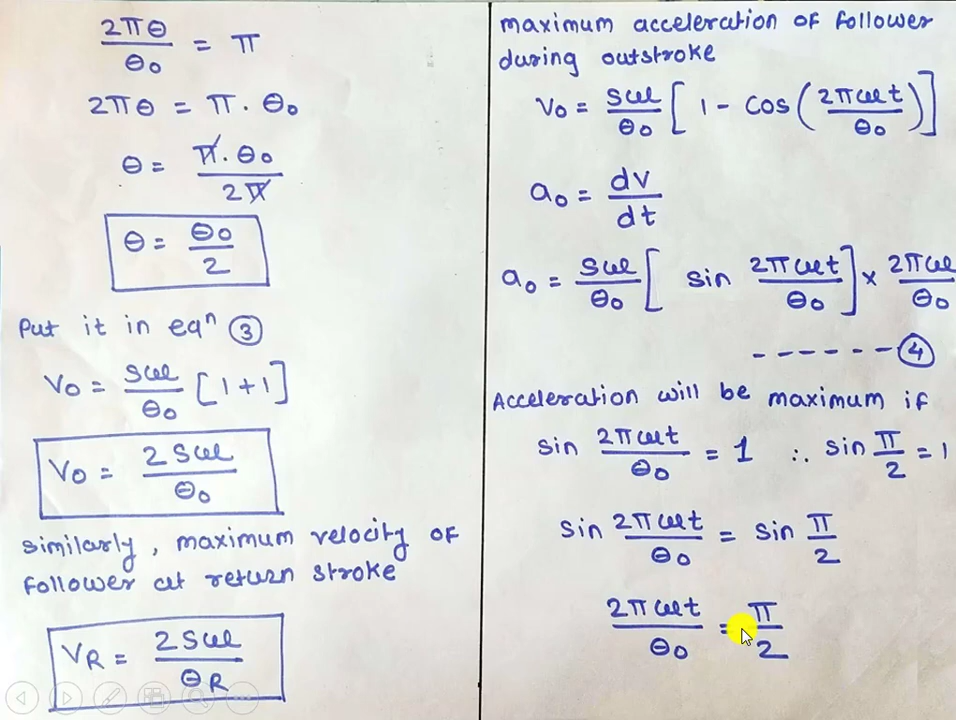 2πθ/θo = π
2πθ = π · θo
θ = π · θo / 2π
θ = θo/2
Put it in eqⁿ ③
Vo = Sω/θo [1+1]
Vo = 2Sω/θo
similarly, maximum velocity of
follower at return stroke
VR = 2Sω/θR
maximum acceleration of follower
during outstroke
Vo = Sω/θo [1 - cos (2πωt/θo)]
ao = dv/dt
ao = Sω/θo [ sin 2πωt/θo ] × 2πω/θo
------ ④
Acceleration will be maximum if
sin 2πωt/θo = 1 ∴ sin π/2 = 1
sin 2πωt/θo = sin π/2
2πωt/θo = π/2